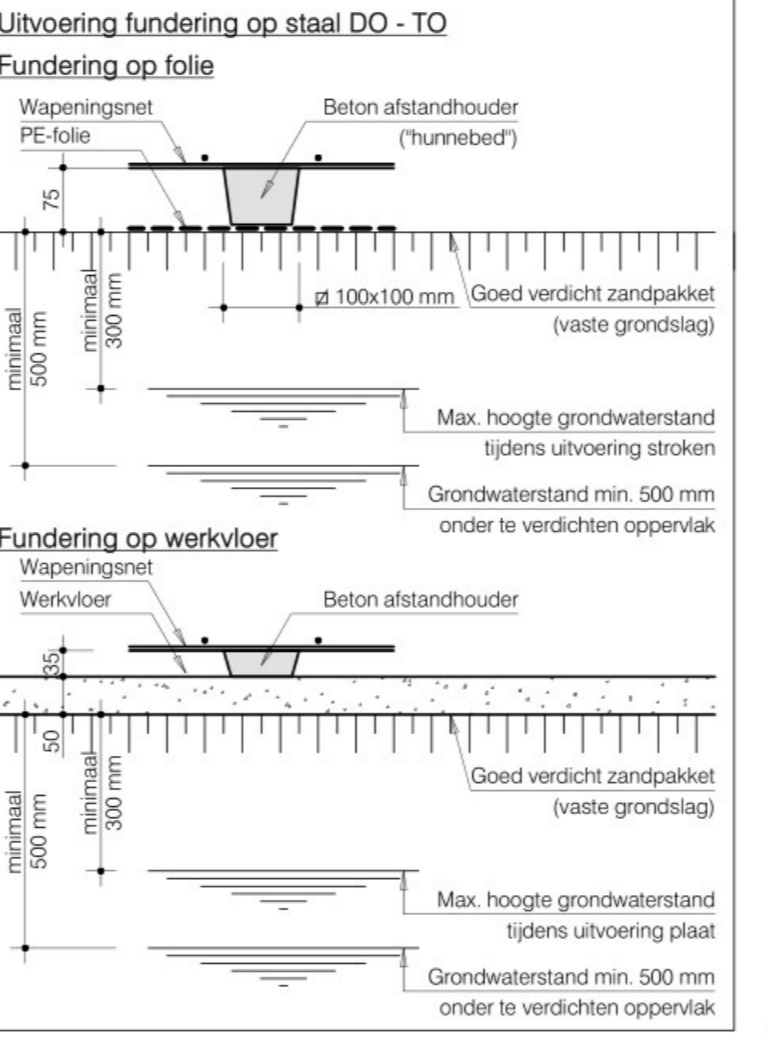 Uitvoering fundering op staal DO - TO
Fundering op folie
Wapeningsnet
Beton afstandhouder
PE-folie
("hunnebed")
75
minimaal
500 mm
minimaal
300 mm
100x100 mm
Goed verdicht zandpakket
(vaste grondslag)
Max. hoogte grondwaterstand
tijdens uitvoering stroken
Grondwaterstand min. 500 mm
onder te verdichten oppervlak
Fundering op werkvloer
Wapeningsnet
Werkvloer
Beton afstandhouder
35
50
minimaal
500 mm
minimaal
300 mm
Goed verdicht zandpakket
(vaste grondslag)
Max. hoogte grondwaterstand
tijdens uitvoering plaat
Grondwaterstand min. 500 mm
onder te verdichten oppervlak